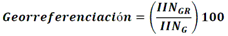 Georreferenciación = (IIN_GR / IIN_G) 100